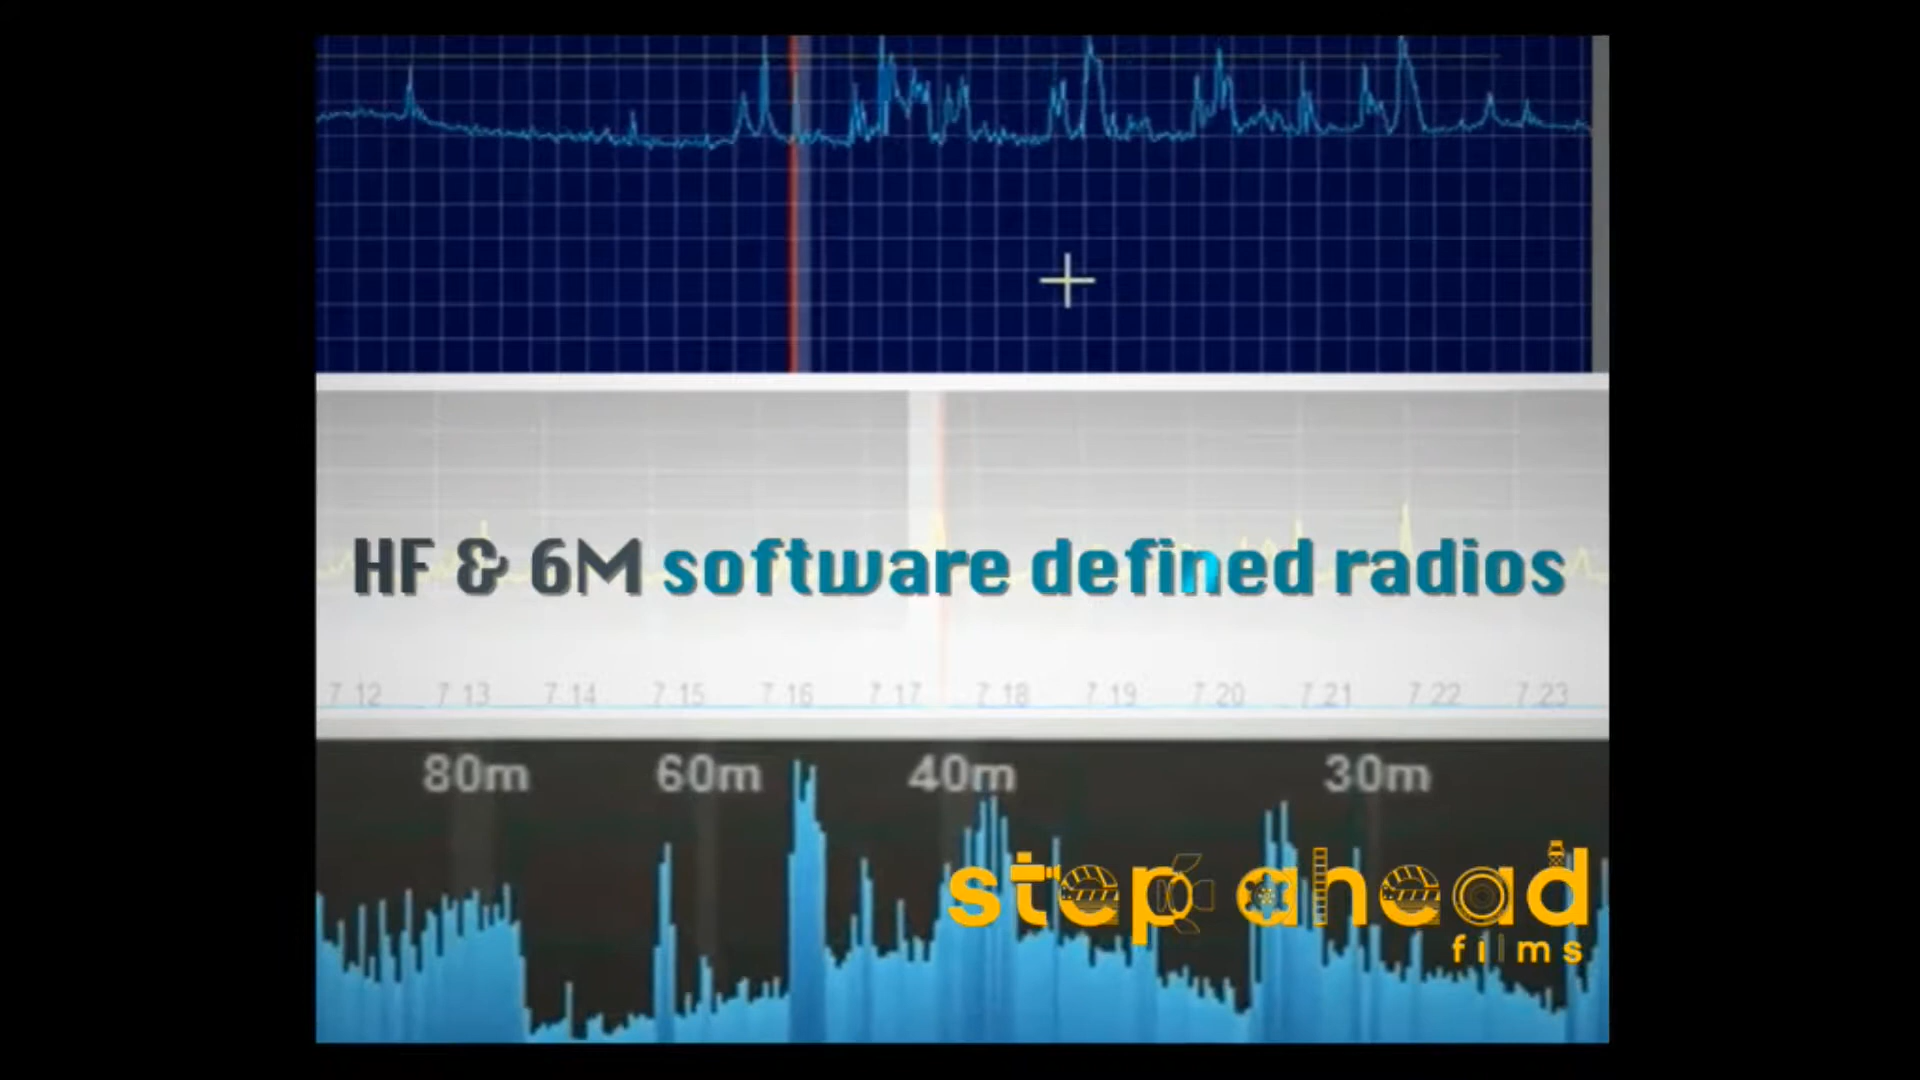 HF & 6M software defined radios
7.12 7.13 7.14 7.15 7.16 7.17 7.18 7.19 7.20 7.21 7.22 7.23
80m 60m 40m 30m
step ahead
films